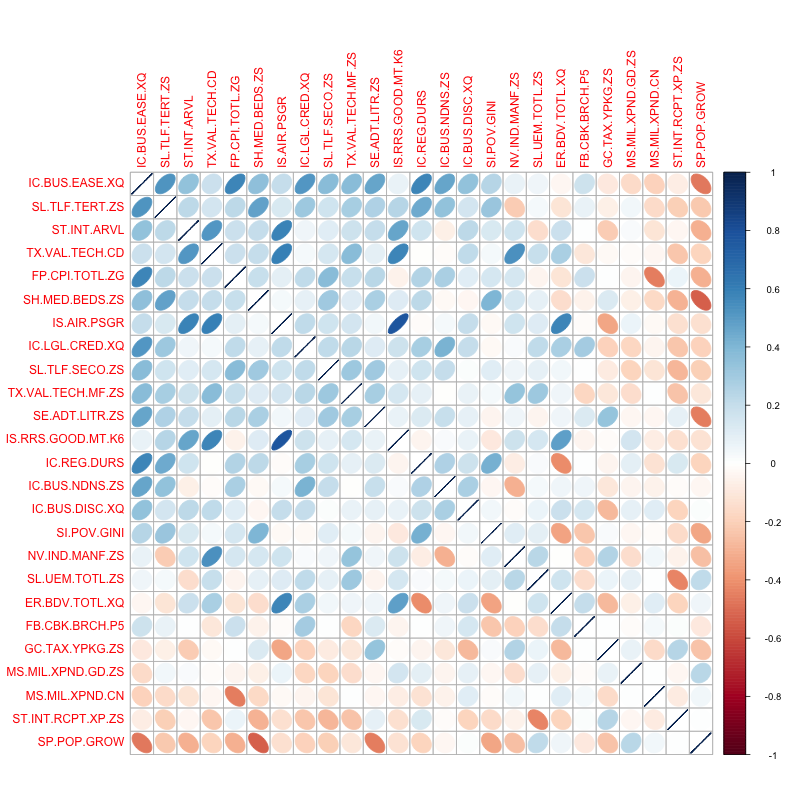 IC.BUS.EASE.XQ
SL.TLF.TERT.ZS
ST.INT.ARVL
TX.VAL.TECH.CD
FP.CPI.TOTL.ZG
SH.MED.BEDS.ZS
IS.AIR.PSGR
IC.LGL.CRED.XQ
SL.TLF.SECO.ZS
TX.VAL.TECH.MF.ZS
SE.ADT.LITR.ZS
IS.RRS.GOOD.MT.K6
IC.REG.DURS
IC.BUS.NDNS.ZS
IC.BUS.DISC.XQ
SI.POV.GINI
NV.IND.MANF.ZS
SL.UEM.TOTL.ZS
ER.BDV.TOTL.XQ
FB.CBK.BRCH.P5
GC.TAX.YPKG.ZS
MS.MIL.XPND.GD.ZS
MS.MIL.XPND.CN
ST.INT.RCPT.XP.ZS
SP.POP.GROW
IC.BUS.EASE.XQ
SL.TLF.TERT.ZS
ST.INT.ARVL
TX.VAL.TECH.CD
FP.CPI.TOTL.ZG
SH.MED.BEDS.ZS
IS.AIR.PSGR
IC.LGL.CRED.XQ
SL.TLF.SECO.ZS
TX.VAL.TECH.MF.ZS
SE.ADT.LITR.ZS
IS.RRS.GOOD.MT.K6
IC.REG.DURS
IC.BUS.NDNS.ZS
IC.BUS.DISC.XQ
SI.POV.GINI
NV.IND.MANF.ZS
SL.UEM.TOTL.ZS
ER.BDV.TOTL.XQ
FB.CBK.BRCH.P5
GC.TAX.YPKG.ZS
MS.MIL.XPND.GD.ZS
MS.MIL.XPND.CN
ST.INT.RCPT.XP.ZS
SP.POP.GROW
1
0.8
0.6
0.4
0.2
0
-0.2
-0.4
-0.6
-0.8
-1